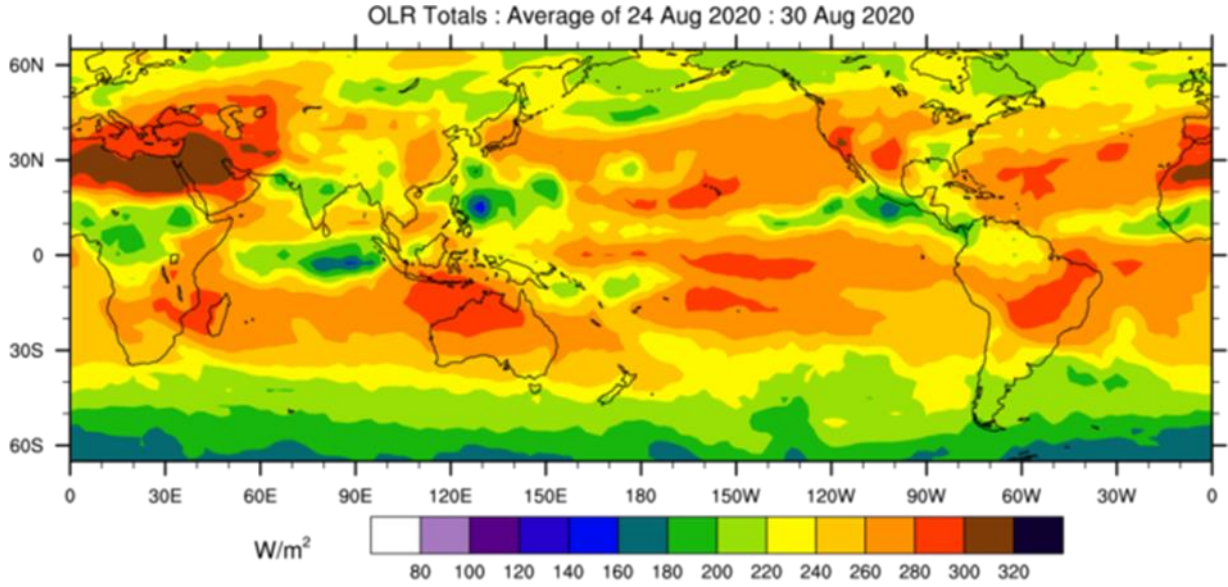 OLR Totals : Average of 24 Aug 2020 : 30 Aug 2020
60N
30N
0
30S
60S
0 30E 60E 90E 120E 150E 180 150W 120W 90W 60W 30W 0
W/m²
80 100 120 140 160 180 200 220 240 260 280 300 320